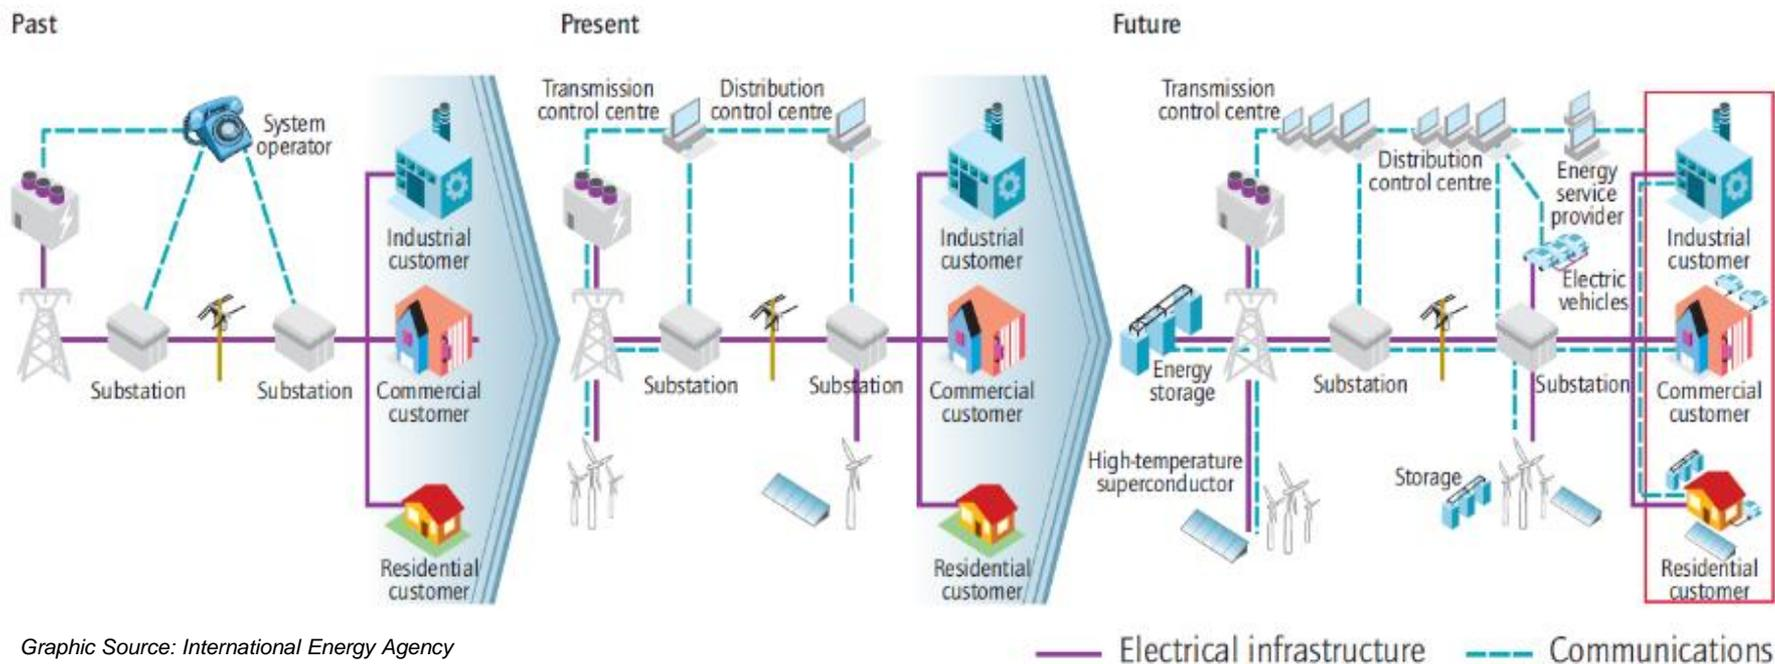 Past
System
operator
Substation
Substation
Industrial
customer
Commercial
customer
Residential
customer
Present
Transmission
control centre
Distribution
control centre
Substation
Substation
Industrial
customer
Commercial
customer
Residential
customer
Future
Transmission
control centre
Distribution
control centre
Energy
service
provider
Electric
vehicles
Energy
storage
Substation
Substation
High-temperature
superconductor
Storage
Industrial
customer
Commercial
customer
Residential
customer
Graphic Source: International Energy Agency
Electrical infrastructure
Communications